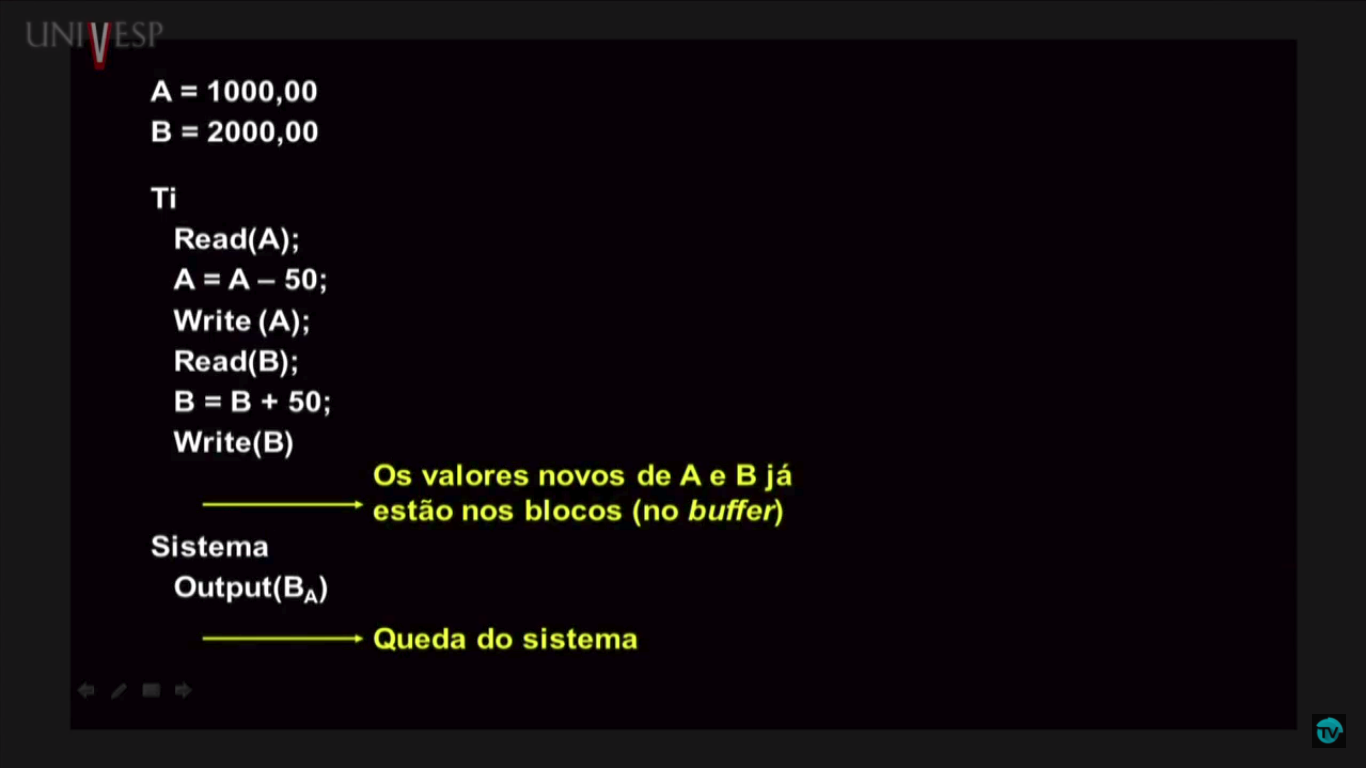 UNIVESP
A = 1000,00
B = 2000,00
Ti
Read(A);
A = A – 50;
Write (A);
Read(B);
B = B + 50;
Write(B)
Os valores novos de A e B já
estão nos blocos (no buffer)
Sistema
Output(B_A)
Queda do sistema
TV